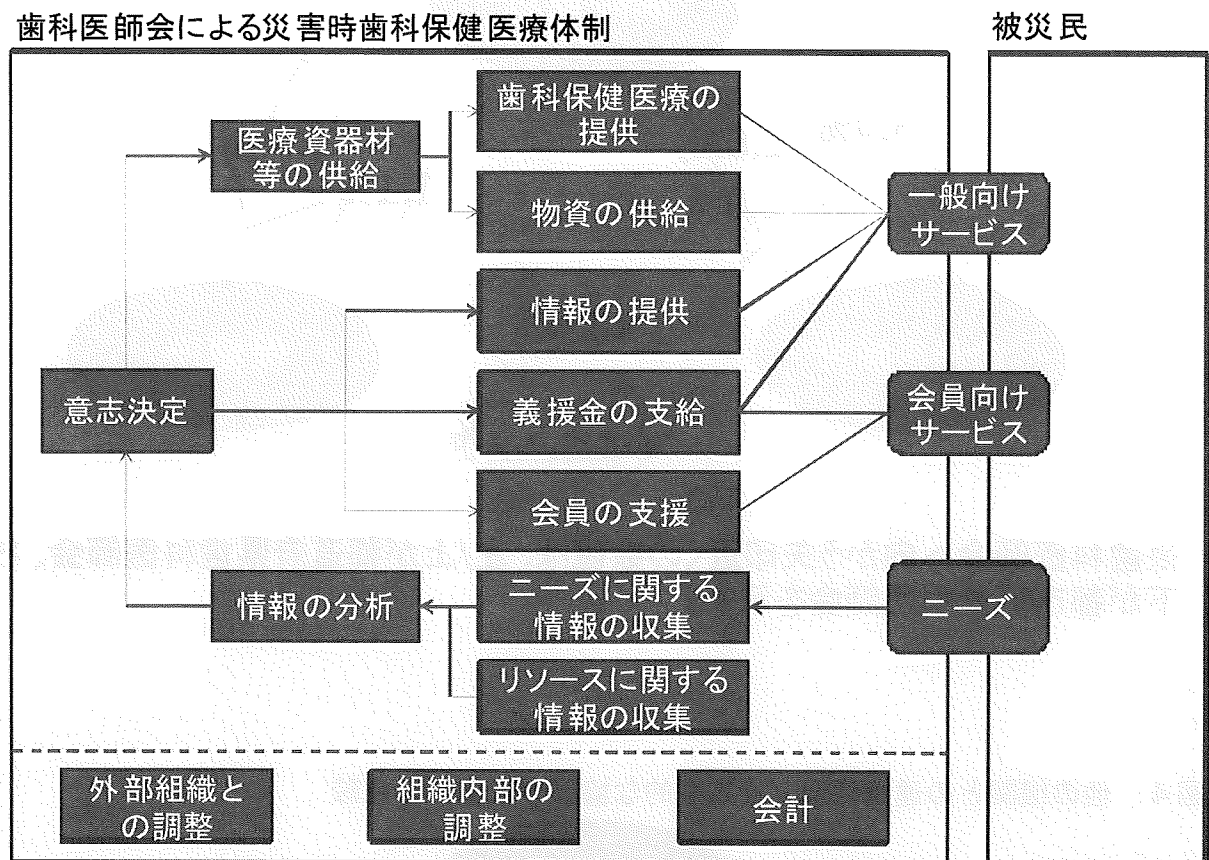 歯科医師会による災害時歯科保健医療体制
被災民
歯科保健医療の
提供
医療資器材
等の供給
物資の供給
一般向け
サービス
情報の提供
意志決定
義援金の支給
会員向け
サービス
会員の支援
情報の分析
ニーズに関する
情報の収集
ニーズ
リソースに関する
情報の収集
外部組織と
の調整
組織内部の
調整
会計